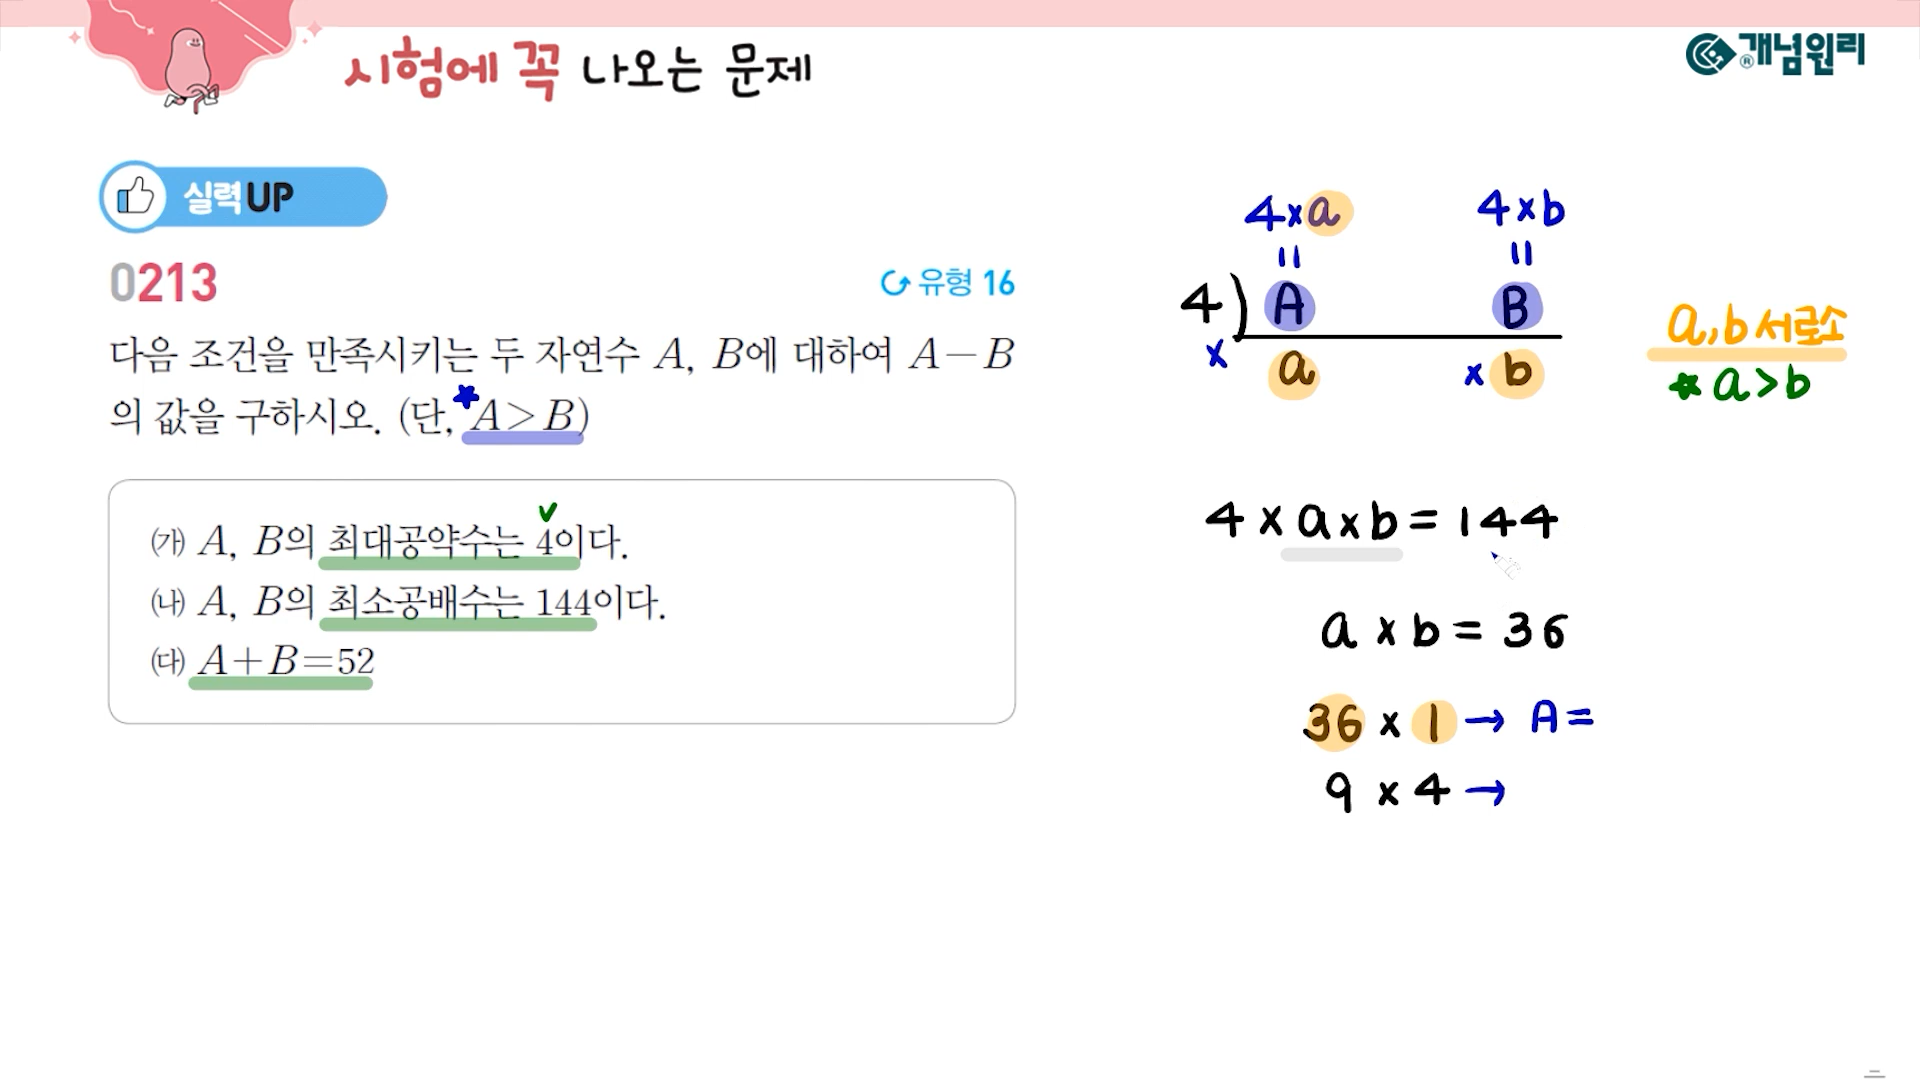 시험에 꼭 나오는 문제
개념원리
실력 UP
0213
유형 16
다음 조건을 만족시키는 두 자연수 A, B에 대하여 A-B
의 값을 구하시오. (단, A>B)
㈎ A, B의 최대공약수는 4이다.
㈏ A, B의 최소공배수는 144이다.
㈐ A+B=52
4×a 4×b
= =
4 ) A B
× a × b
a, b 서로소
★ a>b
4×a×b=144
a×b=36
36×1→ A=
9×4→